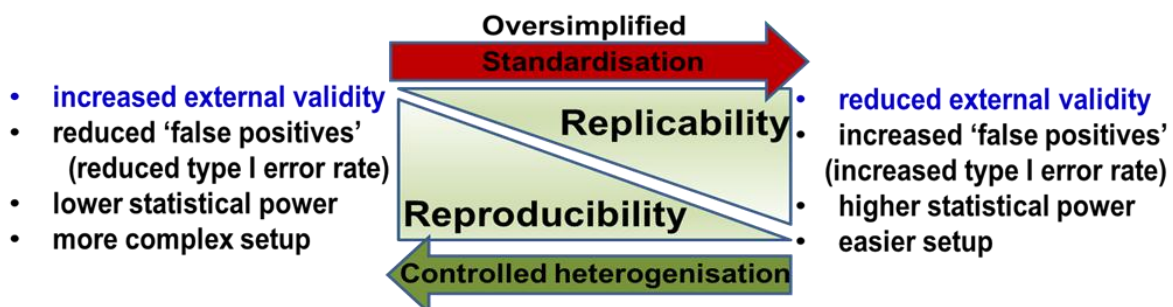 Oversimplified
Standardisation
• increased external validity
• reduced ‘false positives’
(reduced type I error rate)
• lower statistical power
• more complex setup
Replicability
Reproducibility
• reduced external validity
• increased ‘false positives’
(increased type I error rate)
• higher statistical power
• easier setup
Controlled heterogenisation